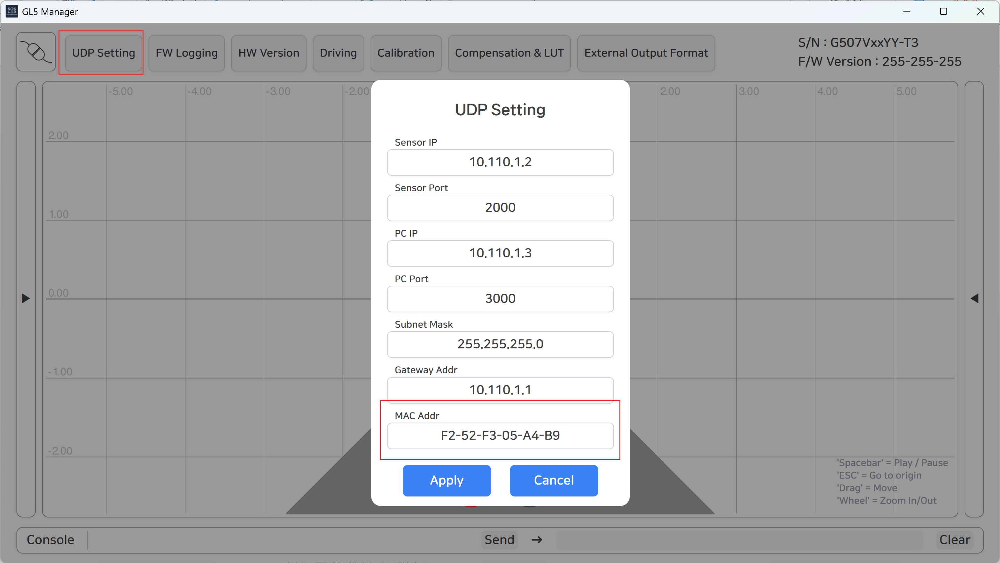 GL5 Manager
UDP Setting
FW Logging
HW Version
Driving
Calibration
Compensation & LUT
External Output Format
S/N : G507VxxYY-T3
F/W Version : 255-255-255
-5.00
-4.00
-3.00
-2.00
2.00
3.00
4.00
5.00
2.00
1.00
0.00
-1.00
-2.00
UDP Setting
Sensor IP
10.110.1.2
Sensor Port
2000
PC IP
10.110.1.3
PC Port
3000
Subnet Mask
255.255.255.0
Gateway Addr
10.110.1.1
MAC Addr
F2-52-F3-05-A4-B9
Apply
Cancel
'Spacebar' = Play / Pause
'ESC' = Go to origin
'Drag' = Move
'Wheel' = Zoom In/Out
Console
Send →
Clear